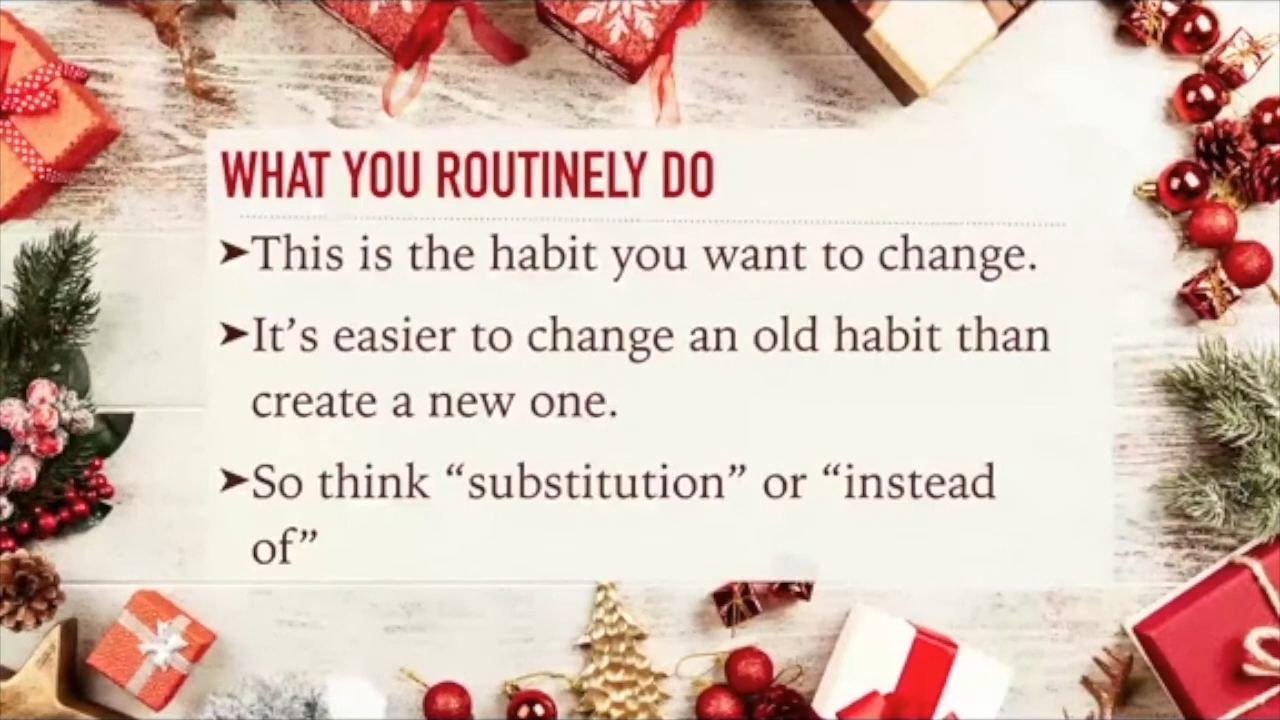 WHAT YOU ROUTINELY DO
➤This is the habit you want to change.
➤It’s easier to change an old habit than
create a new one.
➤So think “substitution” or “instead
of”